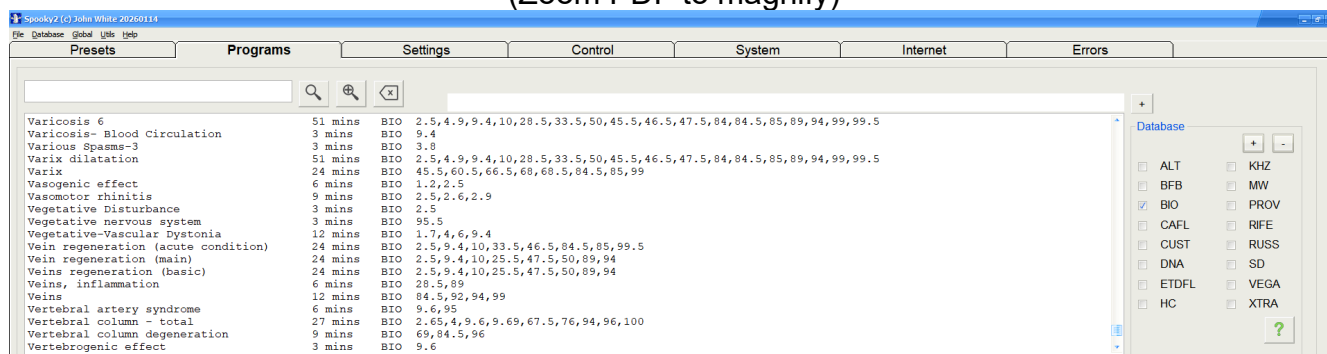 (Zoom PDF to magnify)
Spooky2 (c) John White 20260114
File Database Global Utils Help
Presets Programs Settings Control System Internet Errors
+
Varicosis 6 51 mins BIO 2.5,4.9,9.4,10,28.5,33.5,50,45.5,46.5,47.5,84,84.5,85,89,94,99,99.5
Varicosis- Blood Circulation 3 mins BIO 9.4
Various Spasms-3 3 mins BIO 3.8
Varix dilatation 51 mins BIO 2.5,4.9,9.4,10,28.5,33.5,50,45.5,46.5,47.5,84,84.5,85,89,94,99,99.5
Varix 24 mins BIO 45.5,60.5,66.5,68,68.5,84.5,85,99
Vasogenic effect 6 mins BIO 1.2,2.5
Vasomotor rhinitis 9 mins BIO 2.5,2.6,2.9
Vegetative Disturbance 3 mins BIO 2.5
Vegetative nervous system 3 mins BIO 95.5
Vegetative-Vascular Dystonia 12 mins BIO 1.7,4,6,9.4
Vein regeneration (acute condition) 24 mins BIO 2.5,9.4,10,33.5,46.5,84.5,85,99.5
Vein regeneration (main) 24 mins BIO 2.5,9.4,10,25.5,47.5,50,89,94
Veins regeneration (basic) 24 mins BIO 2.5,9.4,10,25.5,47.5,50,89,94
Veins, inflammation 6 mins BIO 28.5,89
Veins 12 mins BIO 84.5,92,94,99
Vertebral artery syndrome 6 mins BIO 9.6,95
Vertebral column - total 27 mins BIO 2.65,4,9.6,9.69,67.5,76,94,96,100
Vertebral column degeneration 9 mins BIO 69,84.5,96
Vertebrogenic effect 3 mins BIO 9.6
Database
+ -
ALT KHZ
BFB MW
BIO PROV
CAFL RIFE
CUST RUSS
DNA SD
ETDFL VEGA
HC XTRA
?